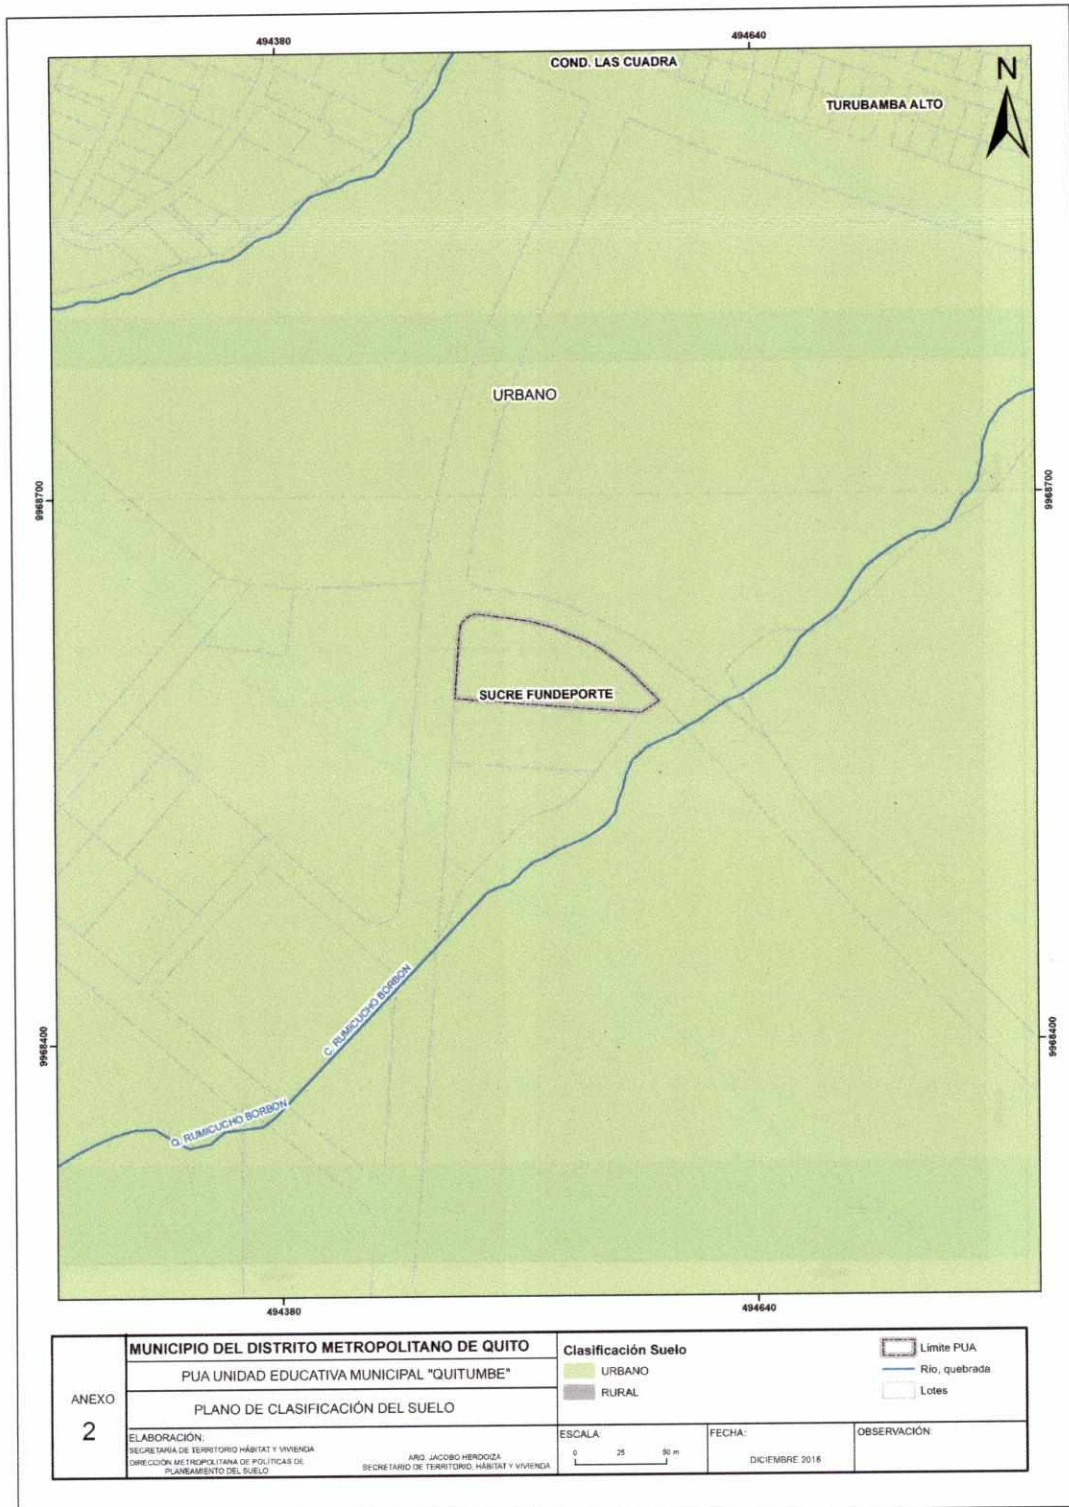 494380
494640
COND. LAS CUADRA
N
TURUBAMBA ALTO
URBANO
9968700
9968700
SUCRE FUNDEPORTE
C. RUMICUCHO BORBON
9968400
9968400
Q. RUMICUCHO BORBON
494380
494640
ANEXO
2
MUNICIPIO DEL DISTRITO METROPOLITANO DE QUITO
PUA UNIDAD EDUCATIVA MUNICIPAL "QUITUMBE"
PLANO DE CLASIFICACIÓN DEL SUELO
ELABORACIÓN:
SECRETARÍA DE TERRITORIO HÁBITAT Y VIVIENDA
DIRECCIÓN METROPOLITANA DE POLÍTICAS DE
PLANEAMIENTO DEL SUELO
ARQ. JACOBO HERDOIZA
SECRETARIO DE TERRITORIO, HÁBITAT Y VIVIENDA
Clasificación Suelo
URBANO
RURAL
Límite PUA
Río, quebrada
Lotes
ESCALA:
0 25 50 m
FECHA:
DICIEMBRE 2018
OBSERVACIÓN: